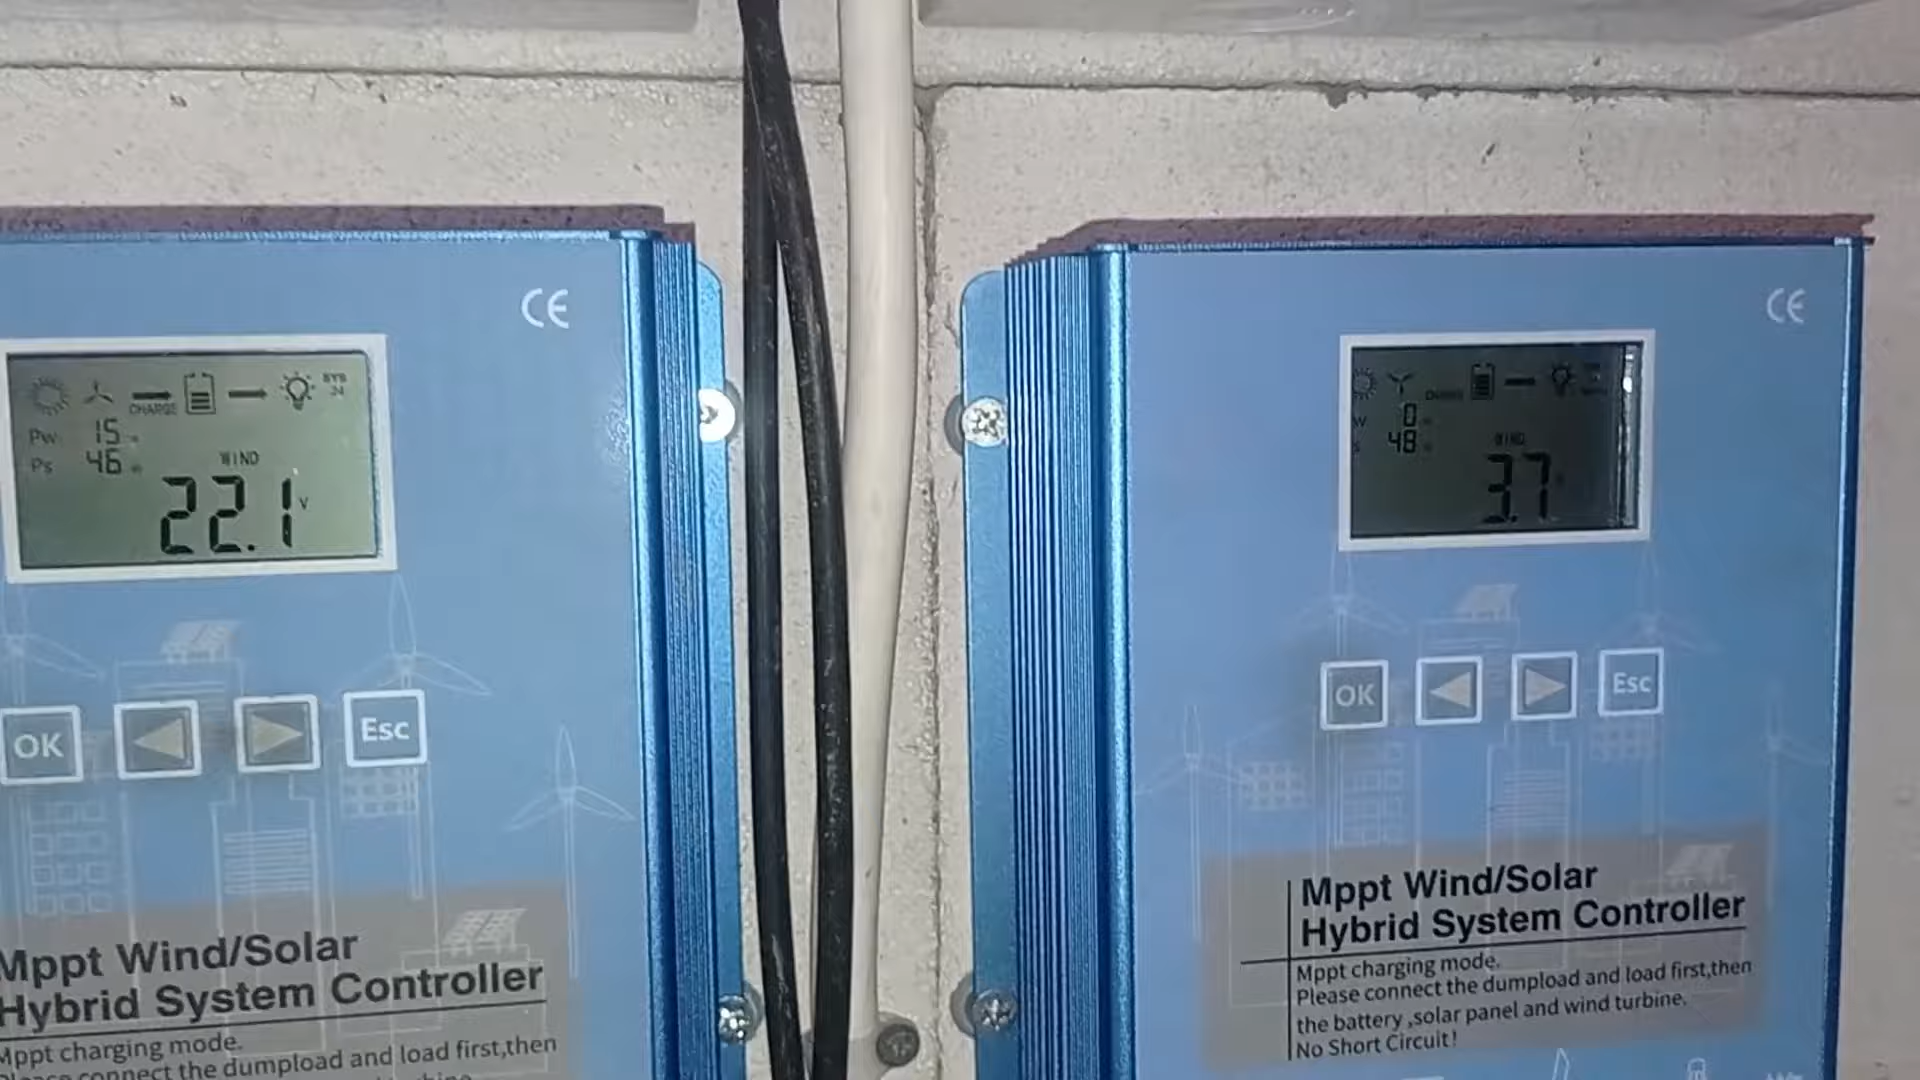 CE
CHARGE
SYS
24
Pw 15 w
Ps 46 w
WIND
22.1 V
OK
Esc
Mppt Wind/Solar
Hybrid System Controller
Mppt charging mode.
connect the dumpload and load first,then
CE
0
48
WIND
3.7
OK
Esc
Mppt Wind/Solar
Hybrid System Controller
Mppt charging mode.
Please connect the dumpload and load first,then
the battery ,solar panel and wind turbine.
No Short Circuit!